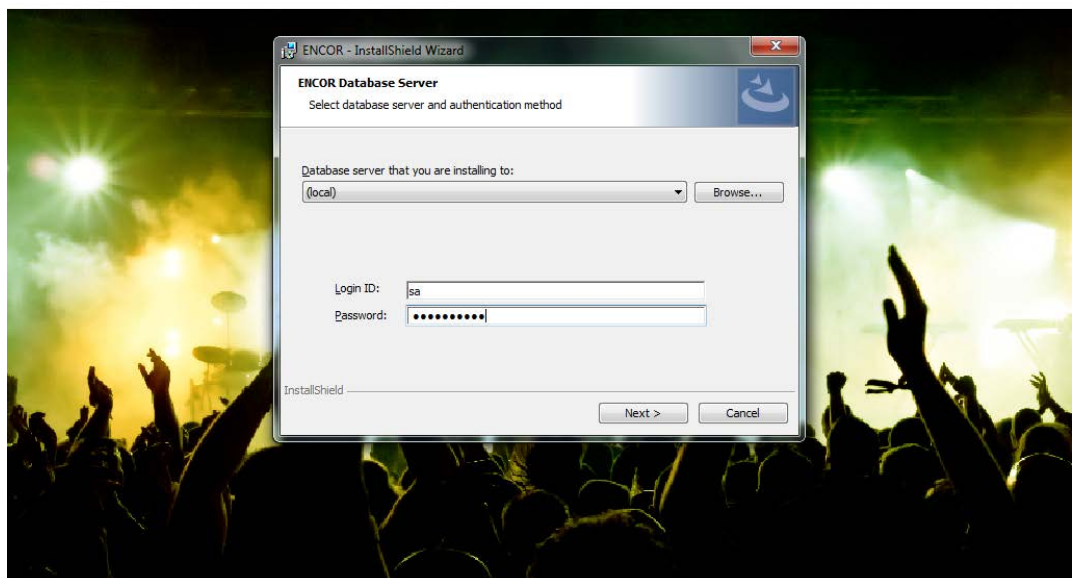 ENCOR - InstallShield Wizard
ENCOR Database Server
Select database server and authentication method
Database server that you are installing to:
(local)
Browse...
Login ID:
sa
Password:
••••••••••
InstallShield
Next >
Cancel